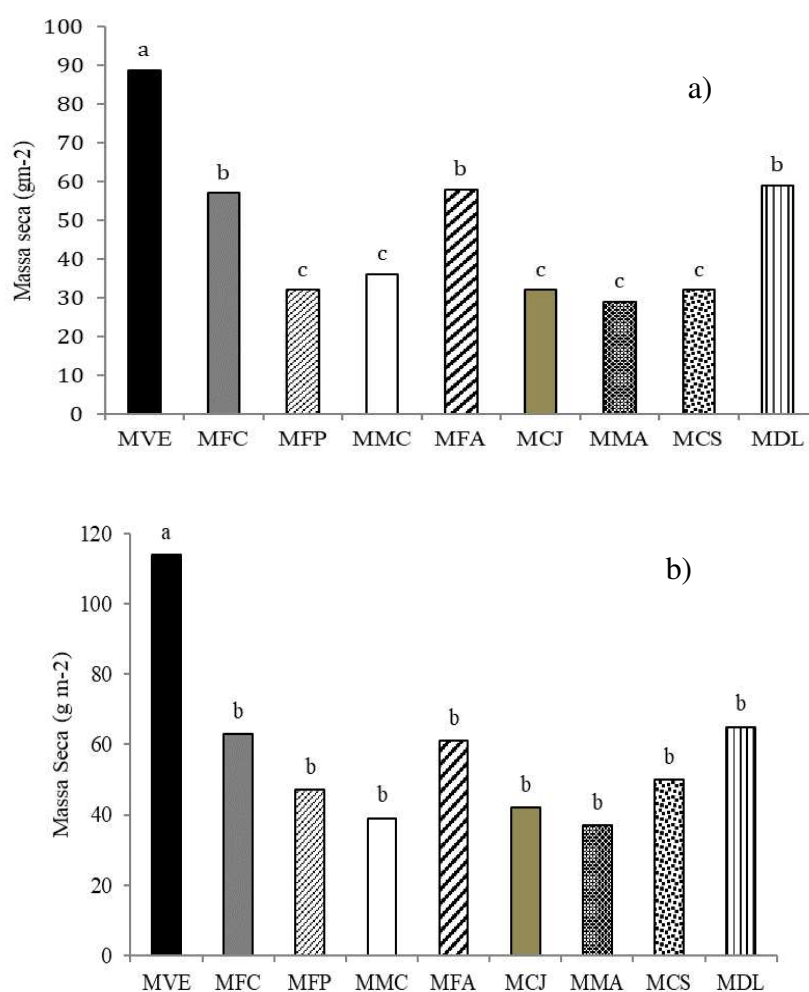 a)
Massa seca (gm-2)
100
90
80
70
60
50
40
30
20
10
0
a
b
c
c
b
c
c
c
b
MVE MFC MFP MMC MFA MCJ MMA MCS MDL
b)
Massa Seca (g m-2)
120
100
80
60
40
20
0
a
b
b
b
b
b
b
b
b
MVE MFC MFP MMC MFA MCJ MMA MCS MDL